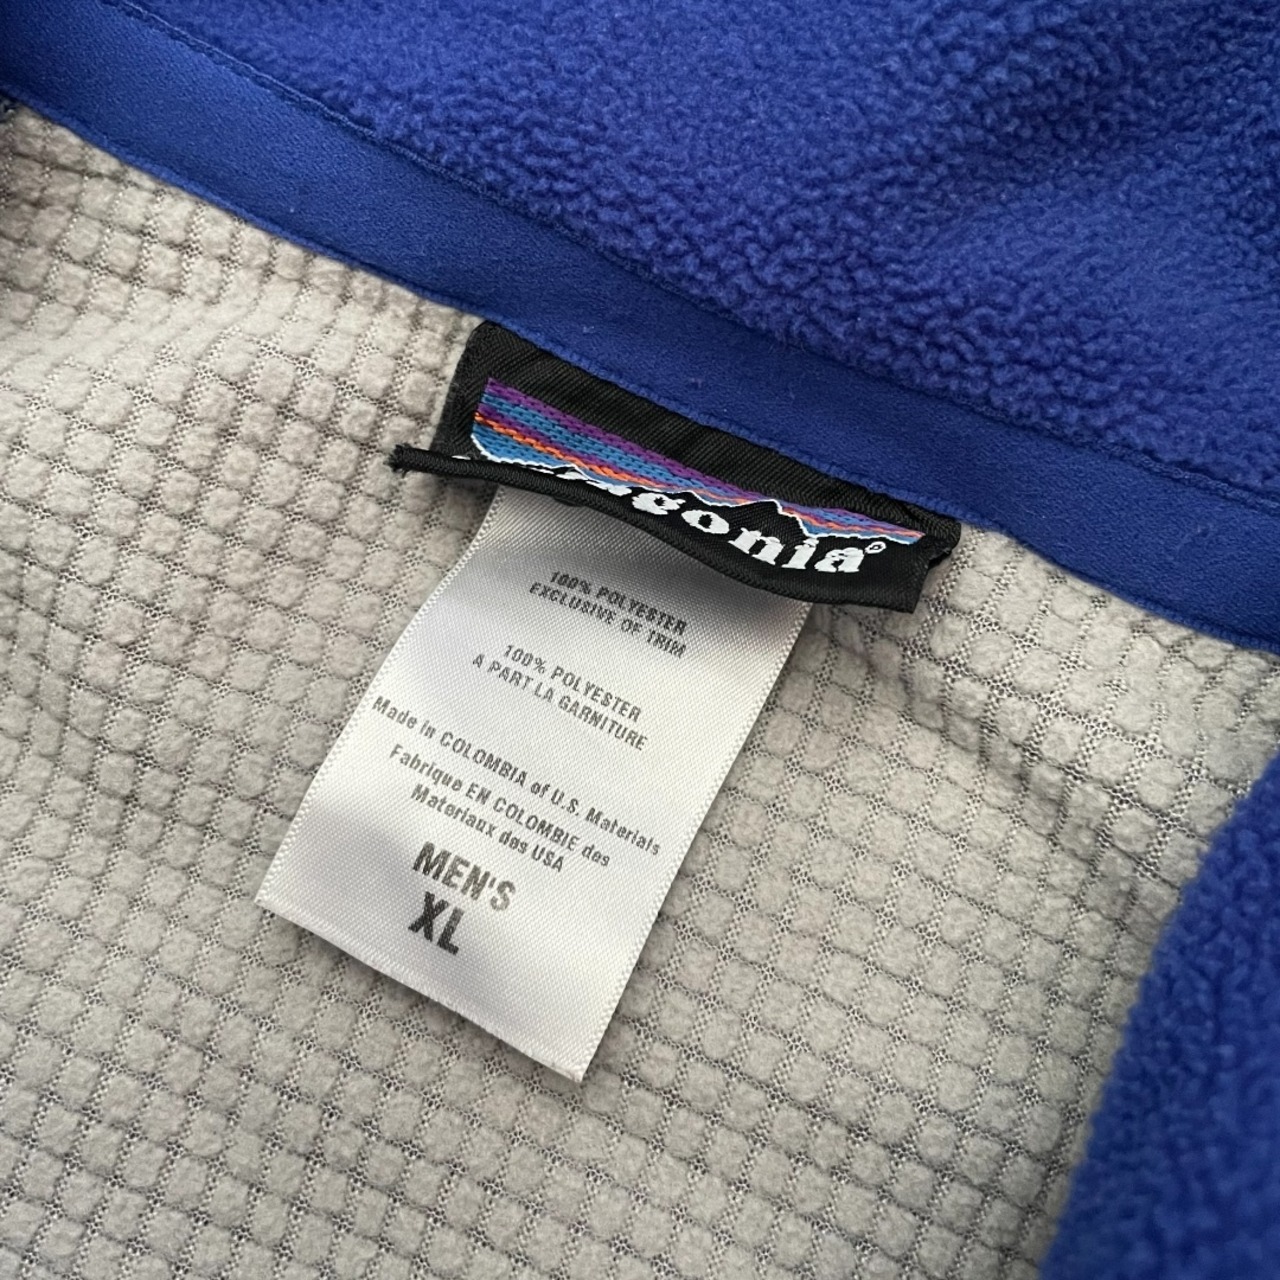 patagonia®
100% POLYESTER
EXCLUSIVE OF TRIM
100% POLYESTER
A PART LA GARNITURE
Made in COLOMBIA of U.S. Materials
Fabrique EN COLOMBIE des
Materiaux des USA
MEN'S
XL